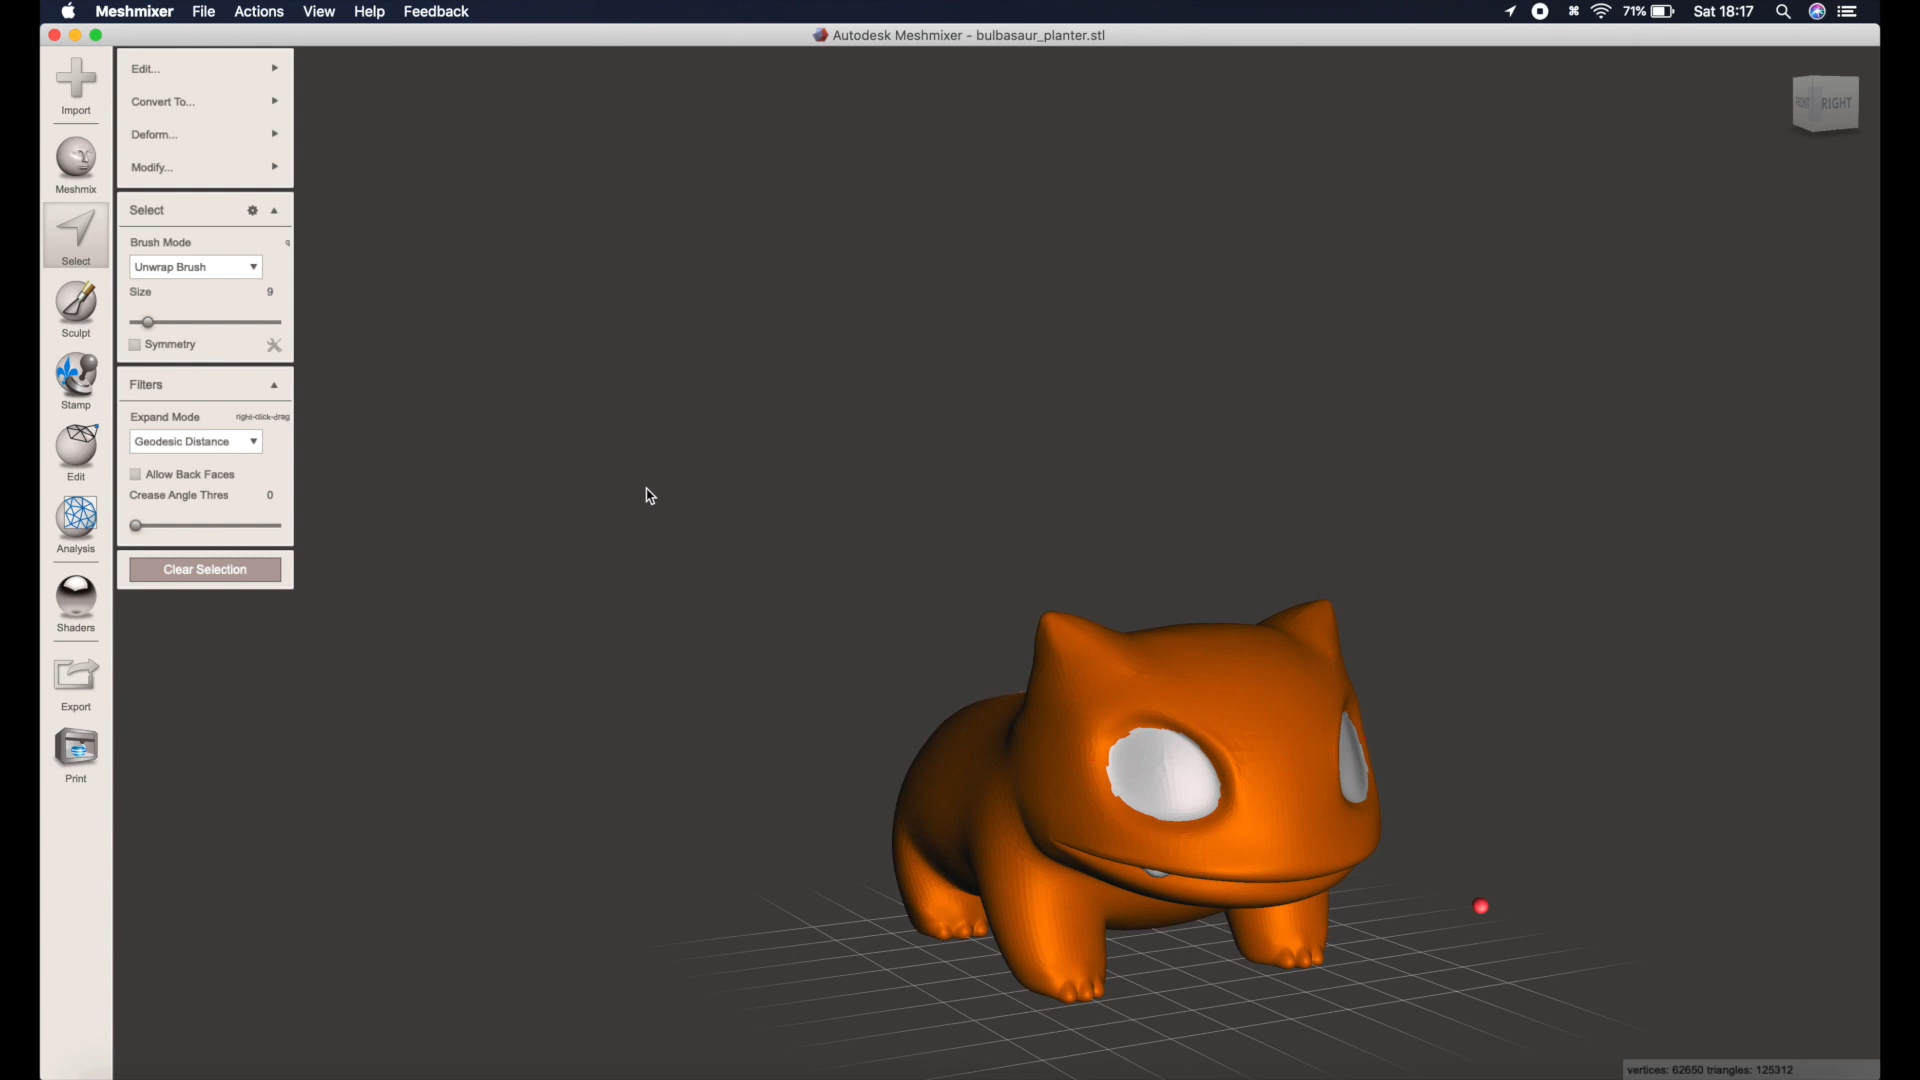 Meshmixer File Actions View Help Feedback
71% Sat 18:17
Autodesk Meshmixer - bulbasaur_planter.stl
Import
Meshmix
Select
Sculpt
Stamp
Edit
Analysis
Shaders
Export
Print
Edit...
Convert To...
Deform...
Modify...
Select
Brush Mode q
Unwrap Brush
Size 9
Symmetry
Filters
Expand Mode right-click-drag
Geodesic Distance
Allow Back Faces
Crease Angle Thres 0
Clear Selection
FRONT RIGHT
vertices: 62650 triangles: 125312